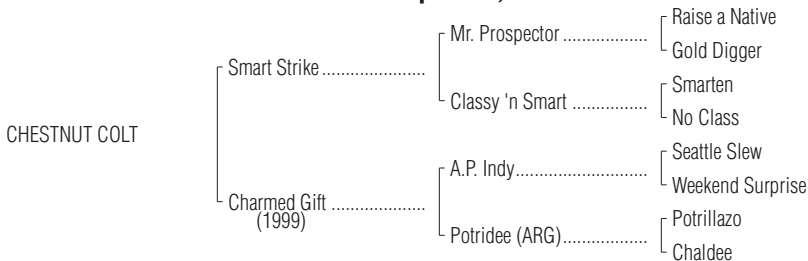 Raise a Native
Mr. Prospector ..................
Gold Digger
Smart Strike ......................
Smarten
Classy 'n Smart ................
No Class
CHESTNUT COLT
Seattle Slew
A.P. Indy............................
Weekend Surprise
Charmed Gift ....................
(1999)
Potrillazo
Potridee (ARG)..................
Chaldee